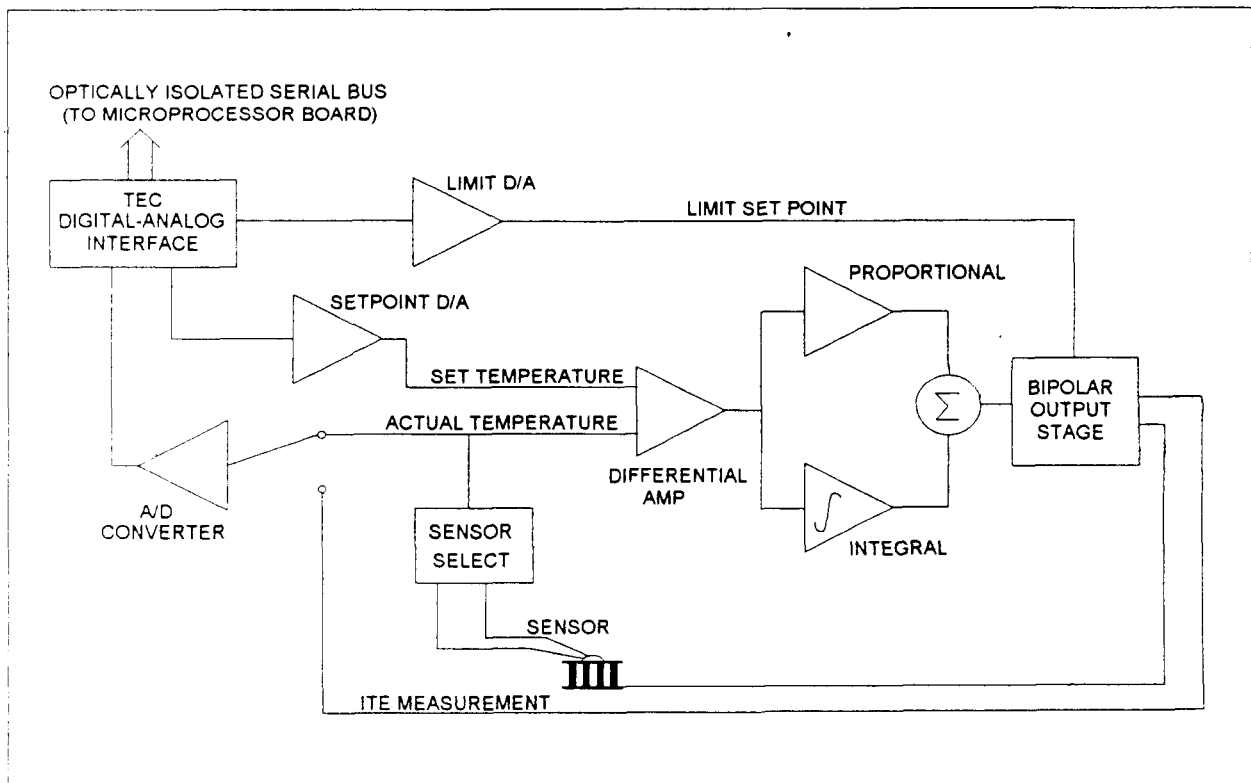 OPTICALLY ISOLATED SERIAL BUS
(TO MICROPROCESSOR BOARD)
TEC
DIGITAL-ANALOG
INTERFACE
LIMIT D/A
LIMIT SET POINT
SETPOINT D/A
PROPORTIONAL
SET TEMPERATURE
ACTUAL TEMPERATURE
Σ
BIPOLAR
OUTPUT
STAGE
DIFFERENTIAL
AMP
A/D
CONVERTER
SENSOR
SELECT
∫
INTEGRAL
SENSOR
ITE MEASUREMENT